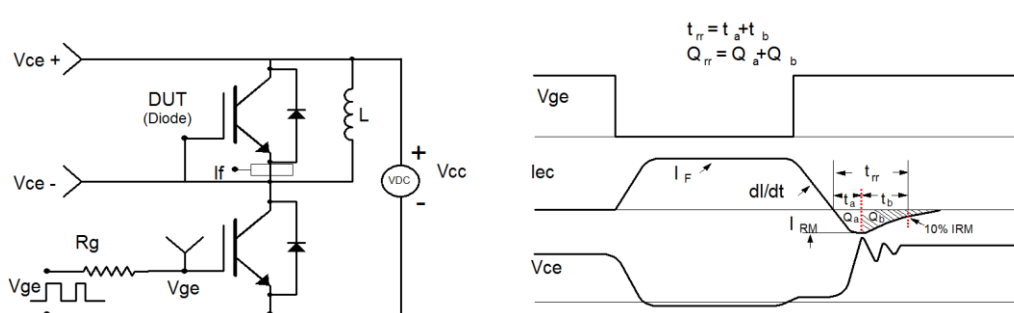 Vce +
DUT
(Diode)
L
If
+
VDC
Vcc
-
Vce -
Rg
Vge
Vge
t rr = t a + t b
Q rr = Q a + Q b
Vge
Iec
I F
dI/dt
t rr
t a
t b
Q a
Q b
I RM
10% IRM
Vce